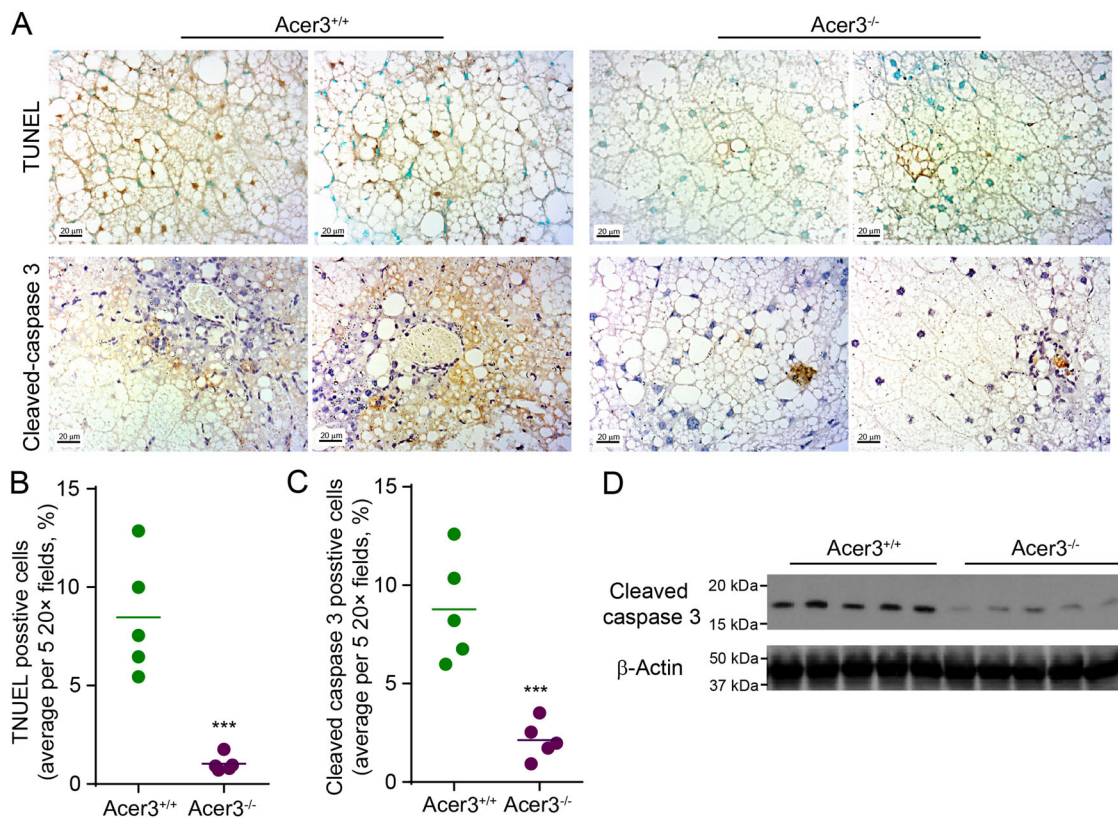 A
Acer3+/+
Acer3-/-
TUNEL
20 μm
20 μm
20 μm
20 μm
Cleaved-caspase 3
20 μm
20 μm
20 μm
20 μm
B
TNUEL posstive cells
(average per 5 20× fields, %)
15
10
5
0
***
Acer3+/+
Acer3-/-
C
Cleaved caspase 3 posstive cells
(average per 5 20× fields, %)
15
10
5
0
***
Acer3+/+
Acer3-/-
D
Acer3+/+
Acer3-/-
Cleaved
caspase 3
20 kDa
15 kDa
β-Actin
50 kDa
37 kDa